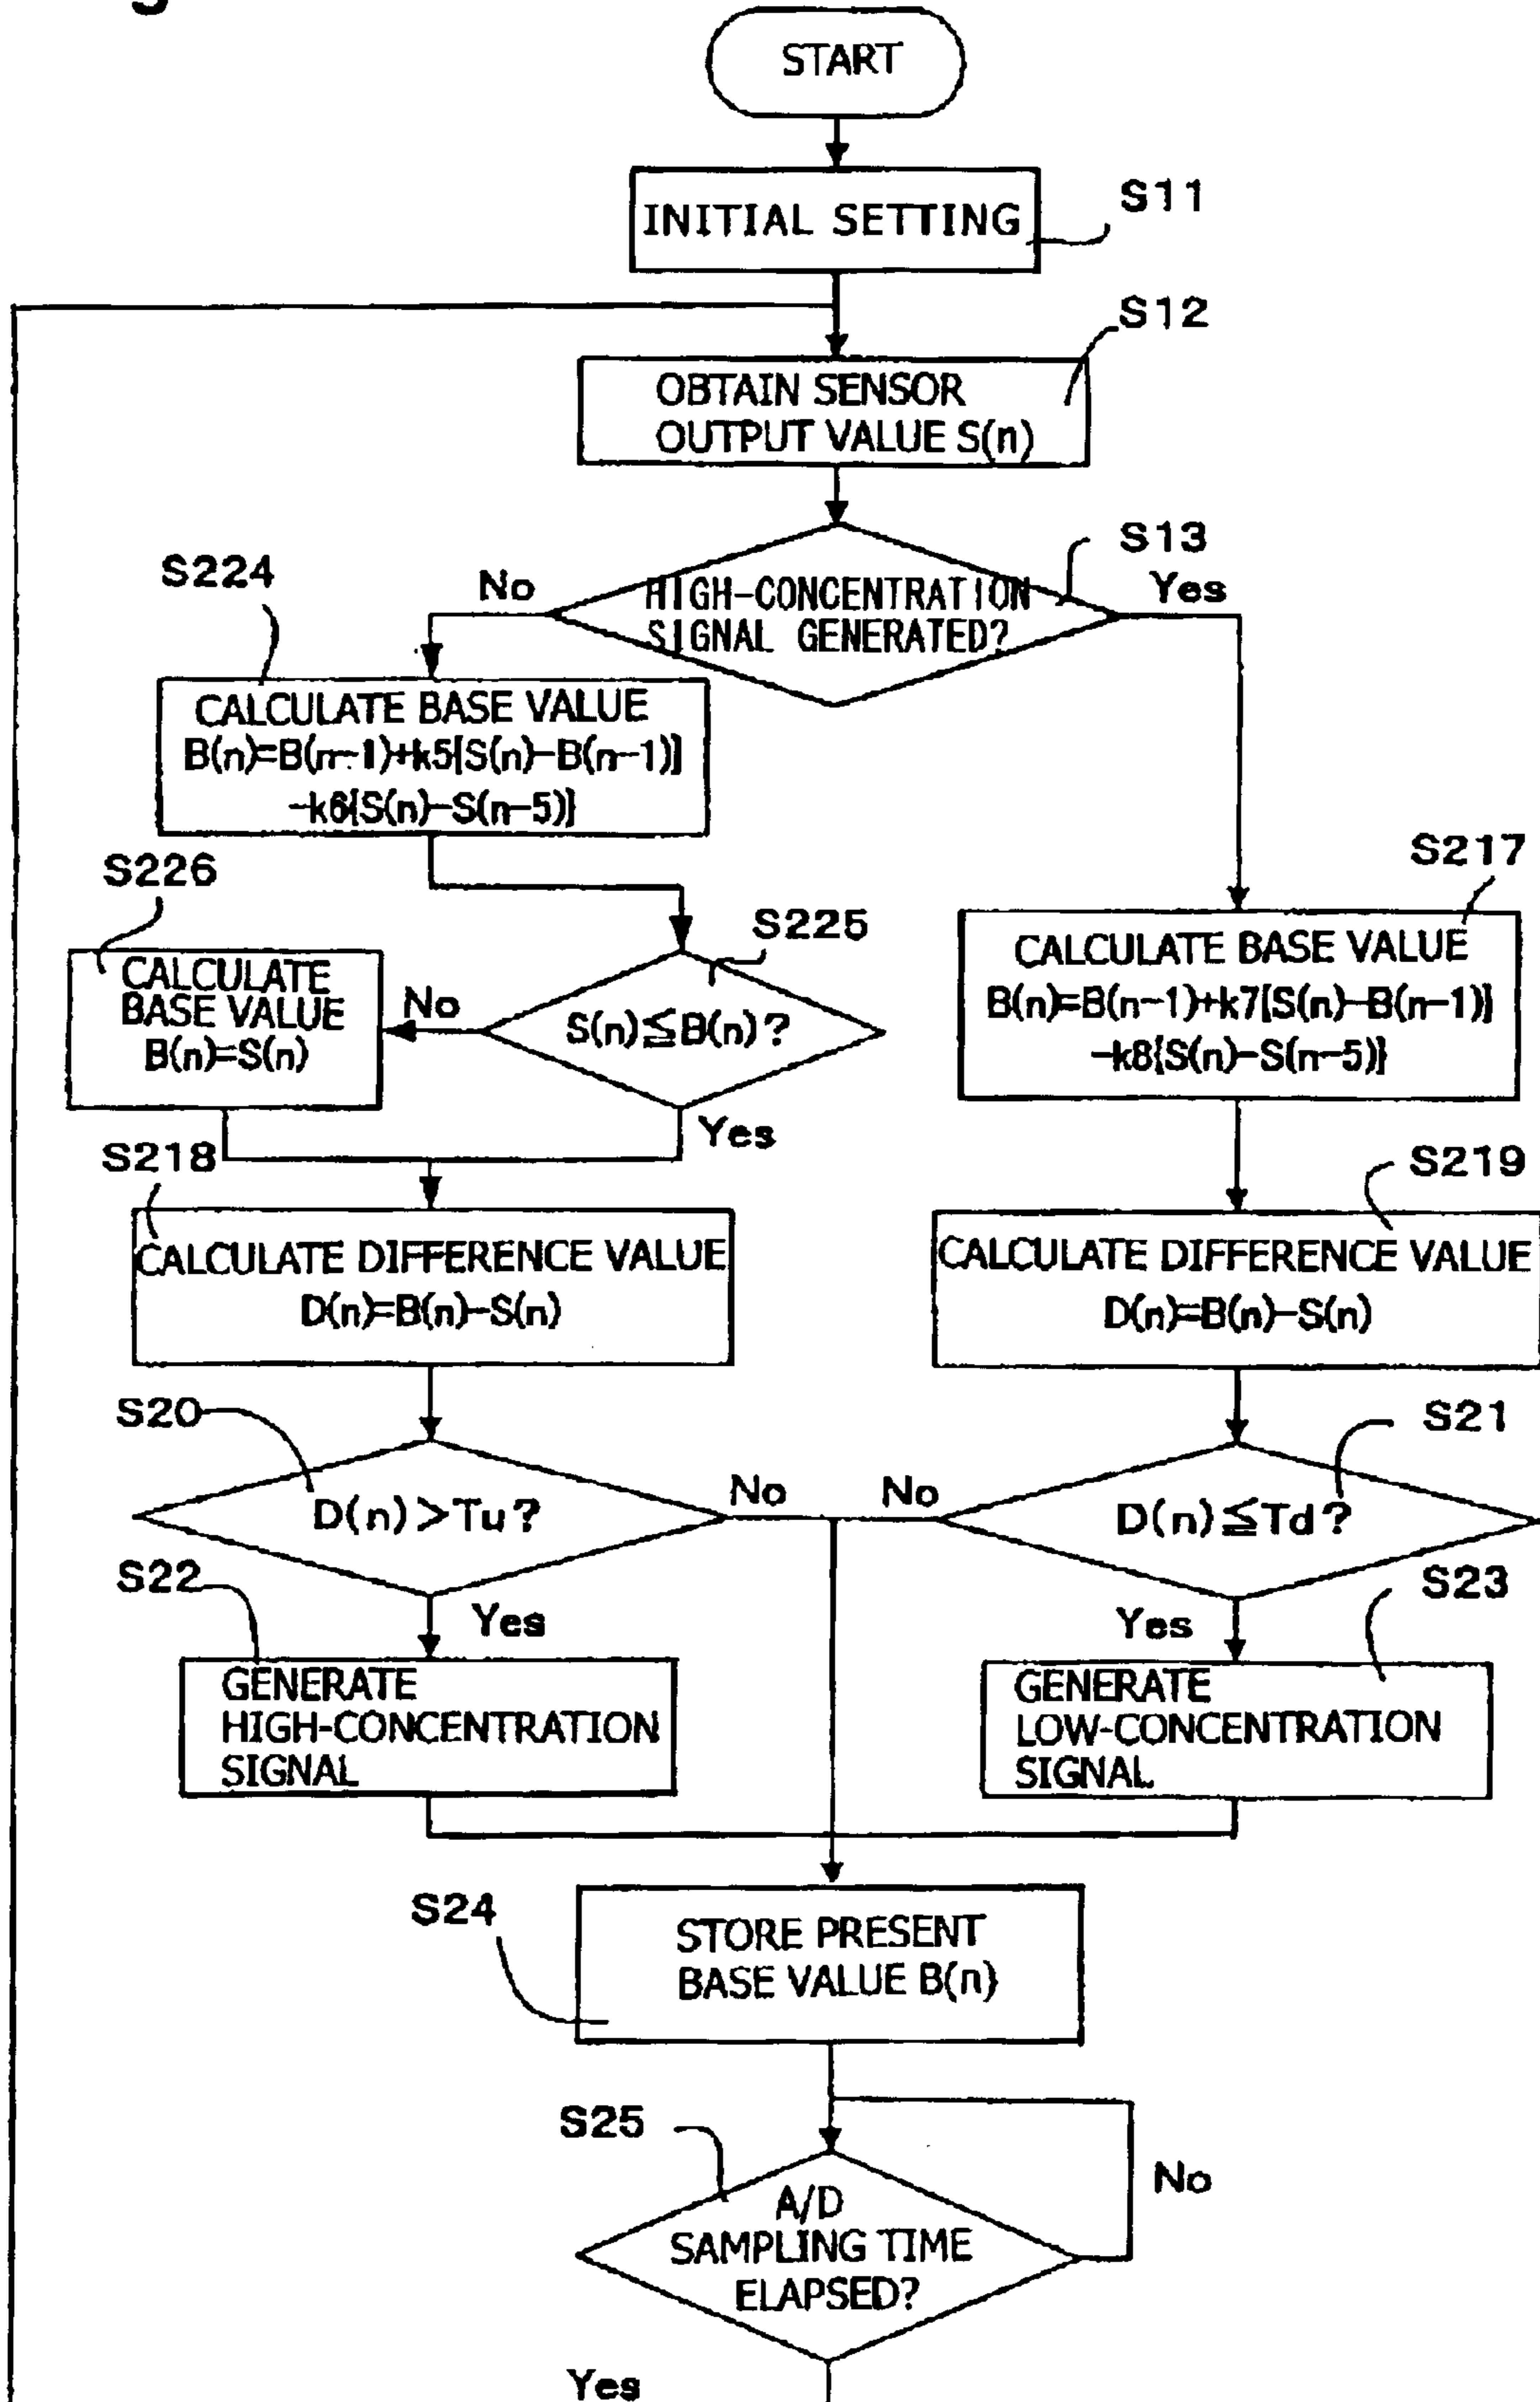 START
INITIAL SETTING
S11
S12
OBTAIN SENSOR
OUTPUT VALUE S(n)
S13
HIGH-CONCENTRATION
SIGNAL GENERATED?
No
Yes
S224
CALCULATE BASE VALUE
B(n)=B(n-1)+k5[S(n)-B(n-1)]
-k6{S(n)-S(n-5)}
S217
CALCULATE BASE VALUE
B(n)=B(n-1)+k7[S(n)-B(n-1)]
-k8{S(n)-S(n-5)}
S226
CALCULATE
BASE VALUE
B(n)=S(n)
No
S225
S(n)≦B(n)?
Yes
S218
CALCULATE DIFFERENCE VALUE
D(n)=B(n)-S(n)
S219
CALCULATE DIFFERENCE VALUE
D(n)=B(n)-S(n)
S20
D(n)>Tu?
No
No
S21
D(n)≦Td?
S22
Yes
GENERATE
HIGH-CONCENTRATION
SIGNAL
Yes
S23
GENERATE
LOW-CONCENTRATION
SIGNAL
S24
STORE PRESENT
BASE VALUE B(n)
S25
A/D
SAMPLING TIME
ELAPSED?
No
Yes